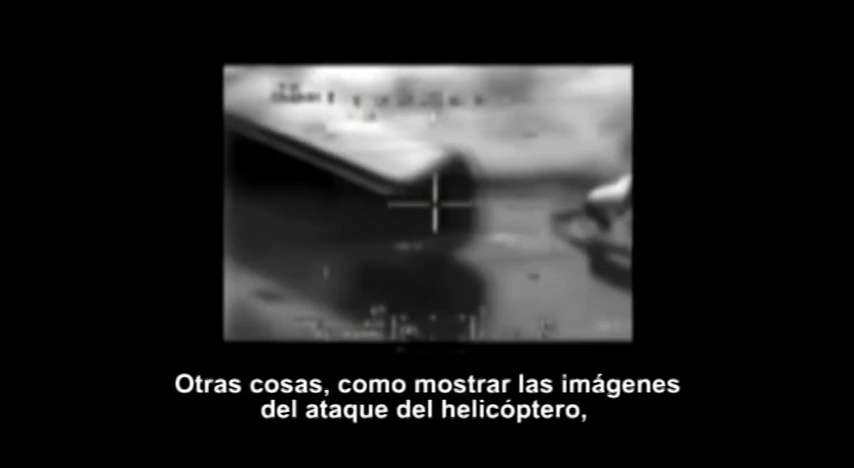 Otras cosas, como mostrar las imágenes
del ataque del helicóptero,